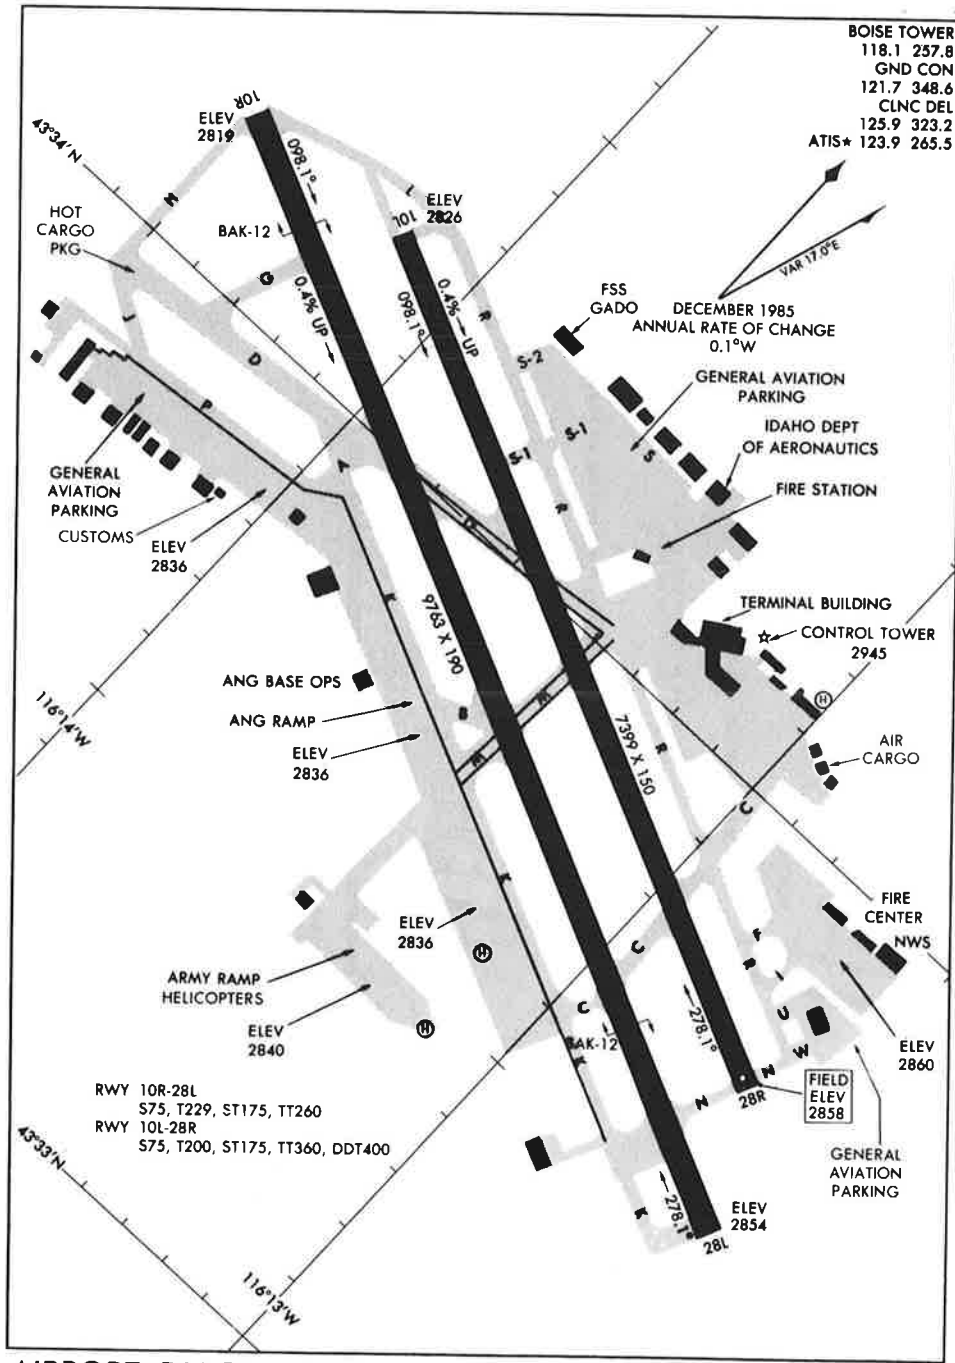 BOISE TOWER
118.1 257.8
GND CON
121.7 348.6
CLNC DEL
125.9 323.2
ATIS★ 123.9 265.5
43°34'N
ELEV
2819
10R
098.1°
M
L
ELEV
2826
10L
HOT
CARGO
PKG
BAK-12
G
0.4% UP
098.1°
0.4% UP
R
VAR 17.0°E
FSS
GADO
DECEMBER 1985
ANNUAL RATE OF CHANGE
0.1°W
J
D
S-2
GENERAL AVIATION
PARKING
P
S-1
S-1
S
IDAHO DEPT
OF AERONAUTICS
A
GENERAL
AVIATION
PARKING
FIRE STATION
CUSTOMS
ELEV
2836
D
R
K
9763 X 190
TERMINAL BUILDING
CONTROL TOWER
2945
ANG BASE OPS
ANG RAMP
B
E
E
116°14'W
ELEV
2836
7399 X 150
R
H
AIR
CARGO
C
K
ELEV
2836
H
C
F
R
FIRE
CENTER
NWS
ARMY RAMP
HELICOPTERS
ELEV
2840
H
C
BAK-12
K
278.1°
U
W
N
N
ELEV
2860
28R
FIELD
ELEV
2858
RWY 10R-28L
S75, T229, ST175, TT260
RWY 10L-28R
S75, T200, ST175, TT360, DDT400
43°33'N
GENERAL
AVIATION
PARKING
278.1°
K
ELEV
2854
28L
116°13'W